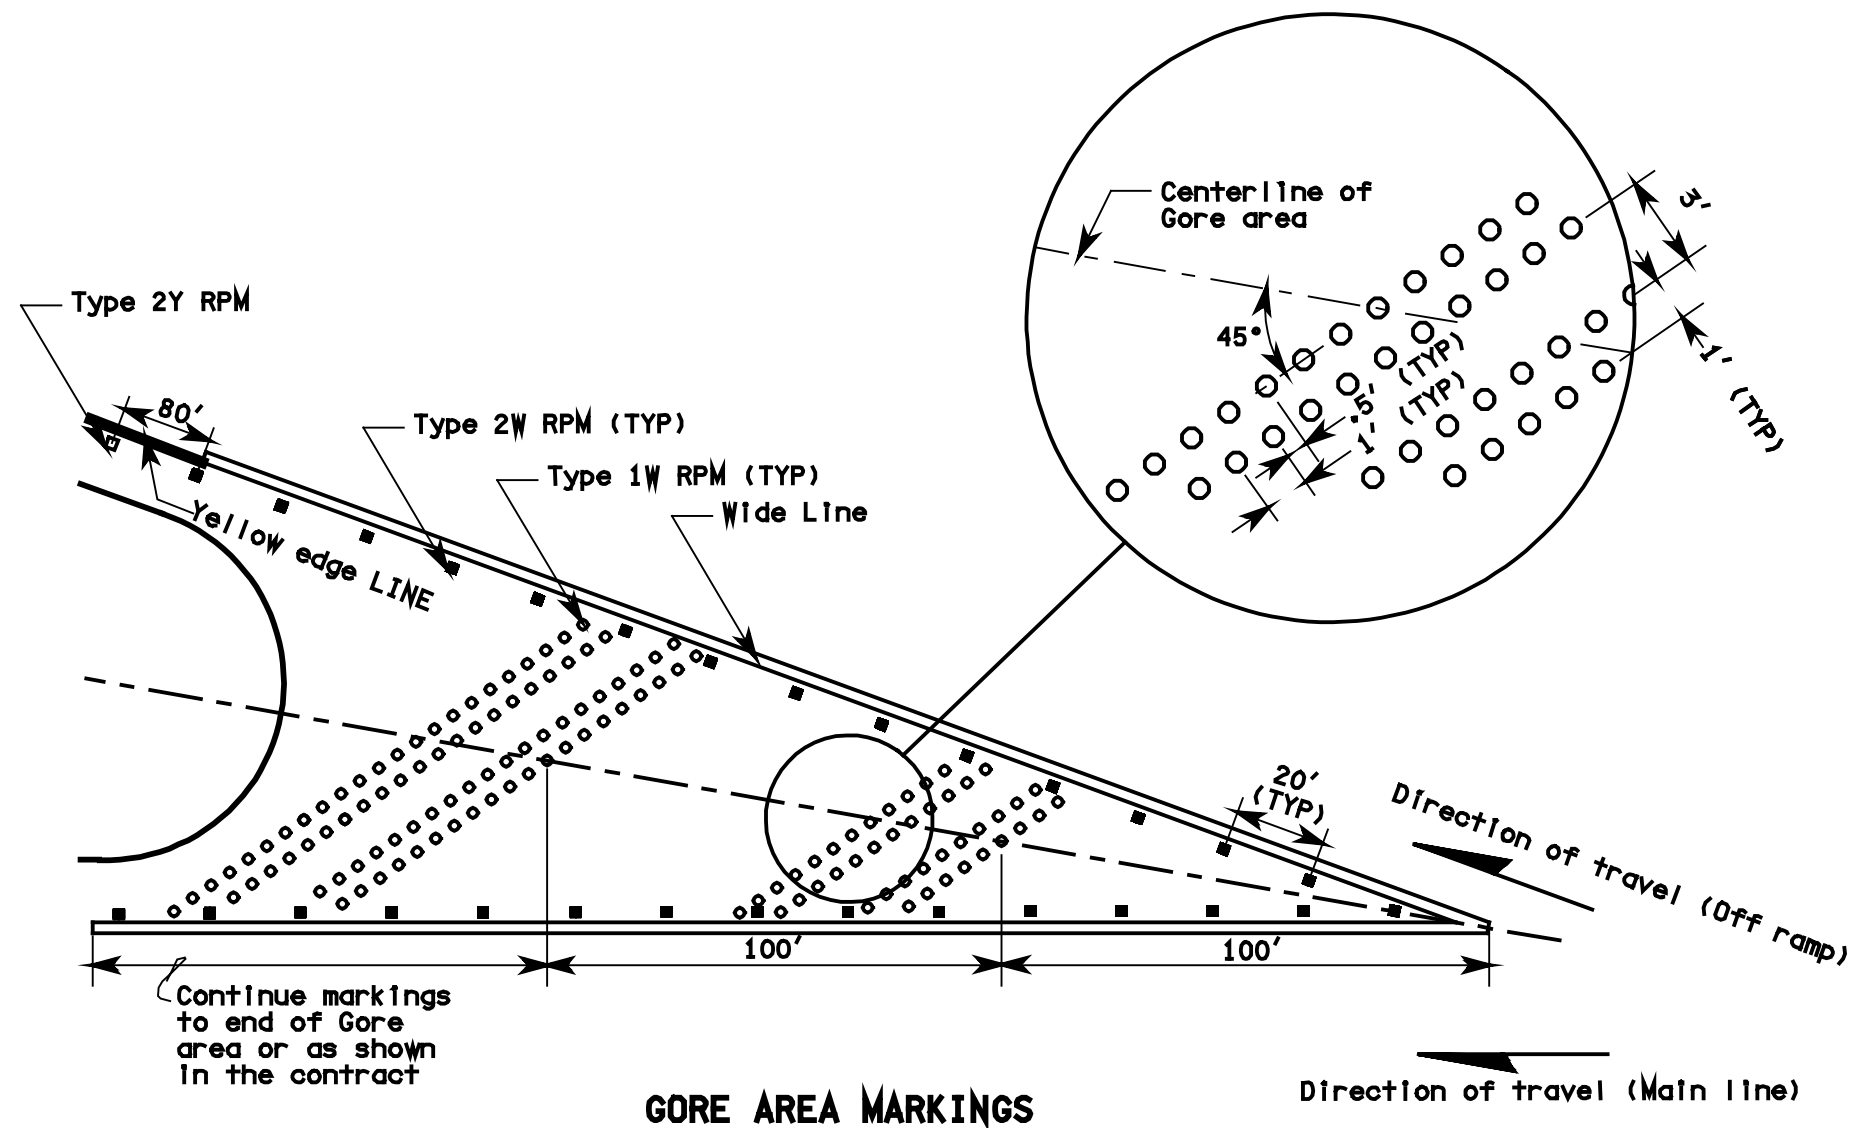 Centerline of
Gore area
3'
45°
(TYP)
(TYP)
.5'
1'
1' (TYP)
Type 2Y RPM
80'
Type 2W RPM (TYP)
Type 1W RPM (TYP)
Wide Line
Yellow edge LINE
20'
(TYP)
Direction of travel (Off ramp)
100'
100'
Continue markings
to end of Gore
area or as shown
in the contract
Direction of travel (Main line)
GORE AREA MARKINGS